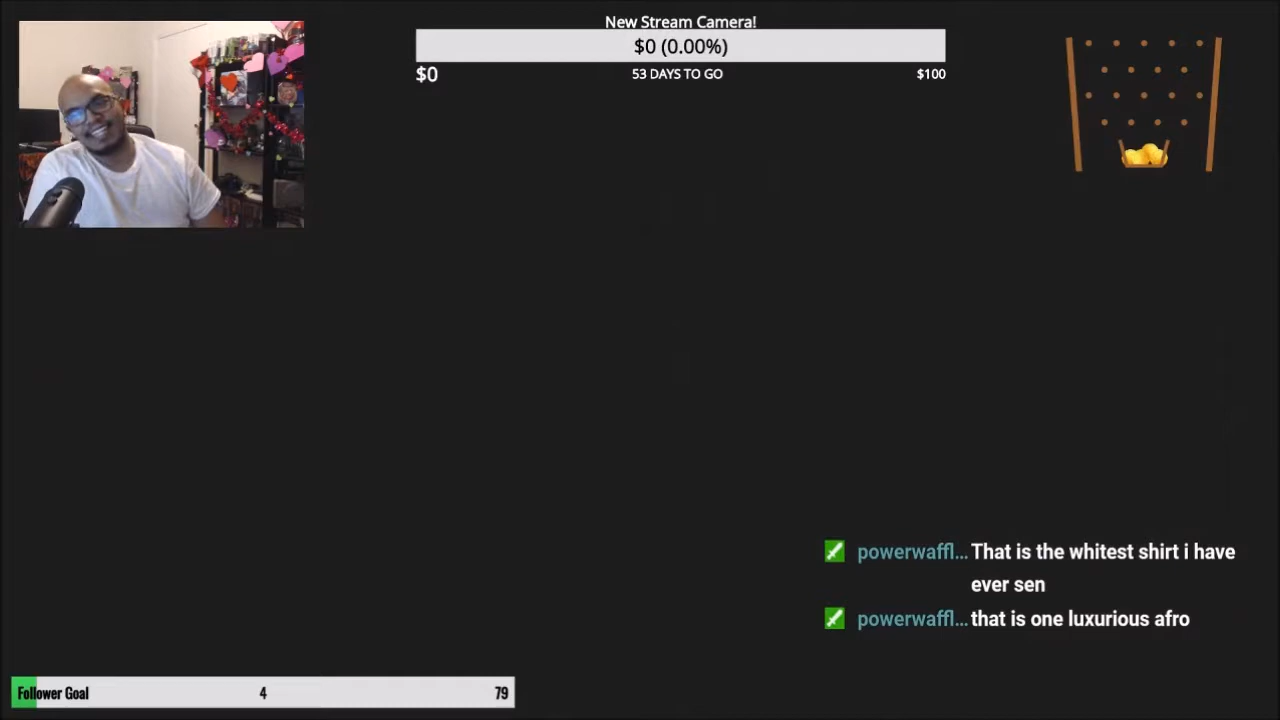 New Stream Camera!
$0 (0.00%)
$0 53 DAYS TO GO $100
powerwaffl... That is the whitest shirt i have
ever sen
powerwaffl... that is one luxurious afro
Follower Goal 4 79